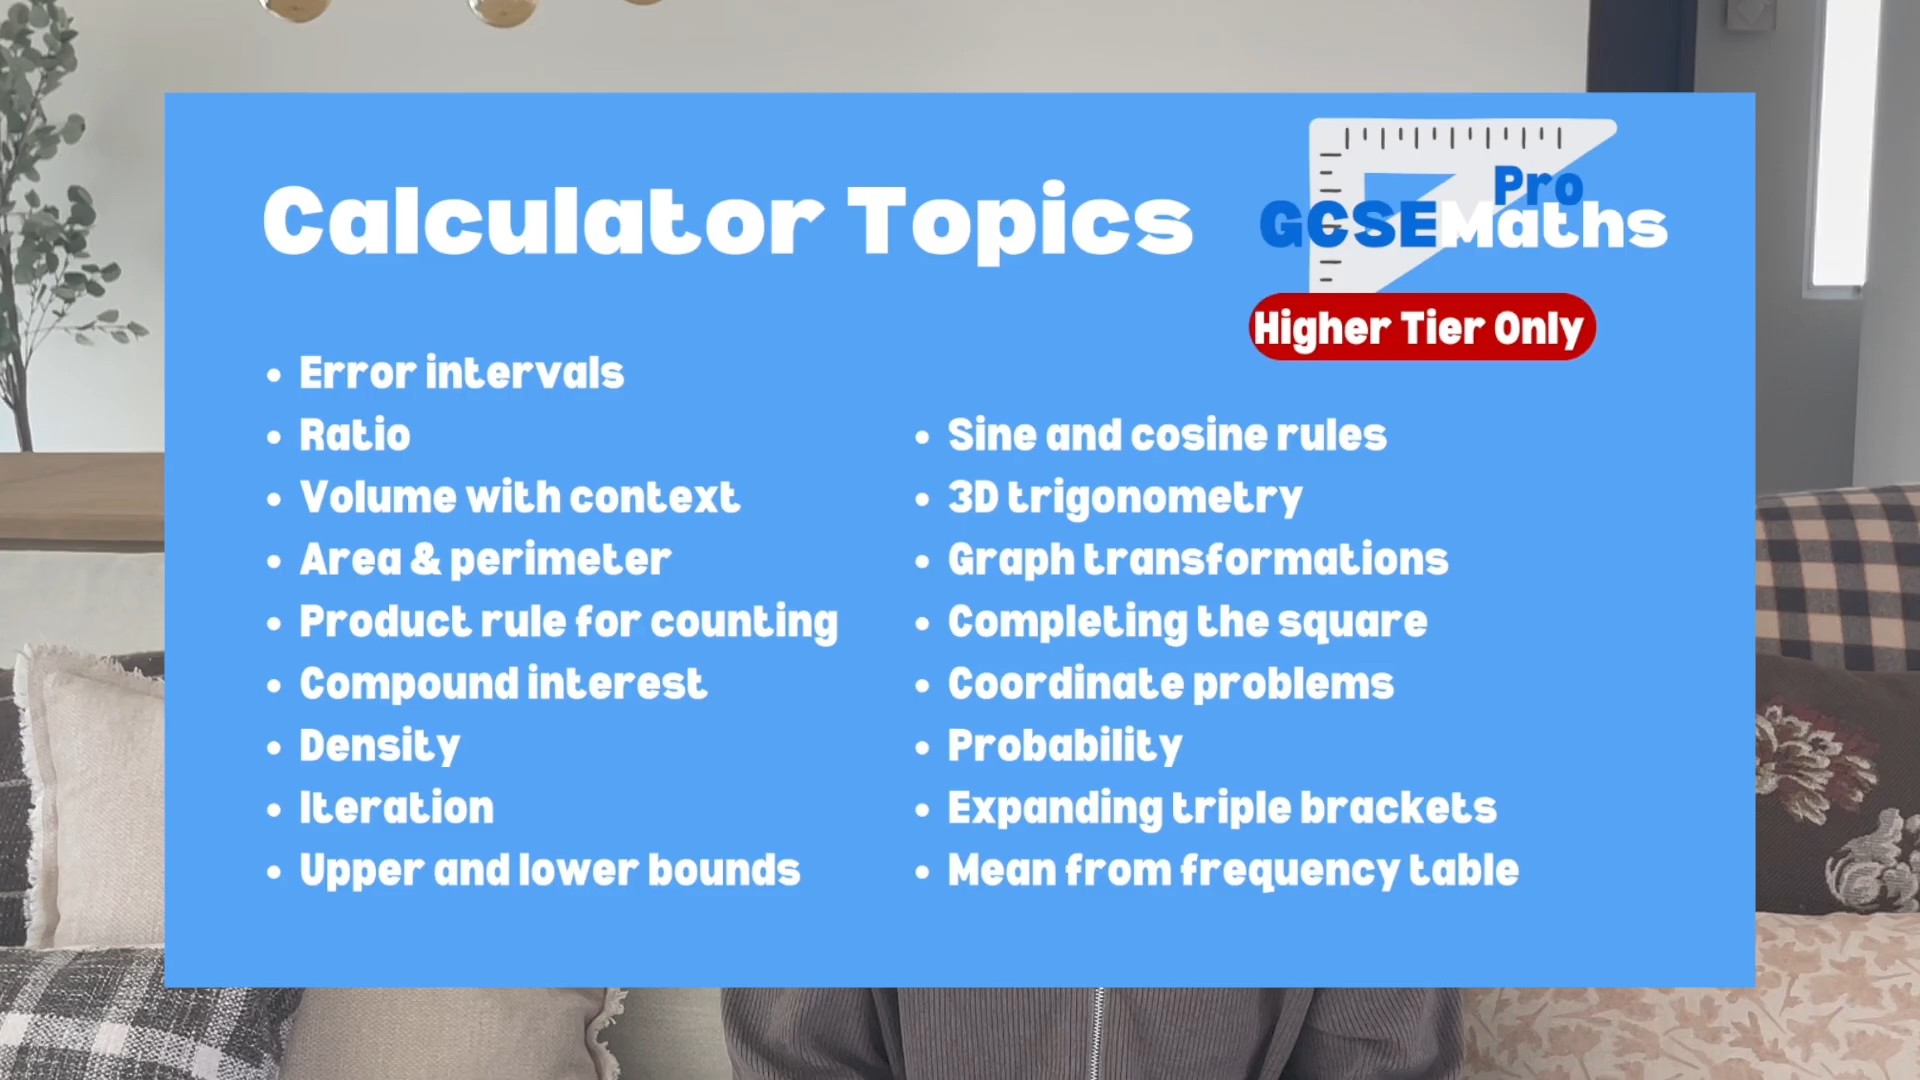 Calculator Topics
Pro
GCSEMaths
Higher Tier Only
• Error intervals
• Ratio
• Volume with context
• Area & perimeter
• Product rule for counting
• Compound interest
• Density
• Iteration
• Upper and lower bounds
• Sine and cosine rules
• 3D trigonometry
• Graph transformations
• Completing the square
• Coordinate problems
• Probability
• Expanding triple brackets
• Mean from frequency table